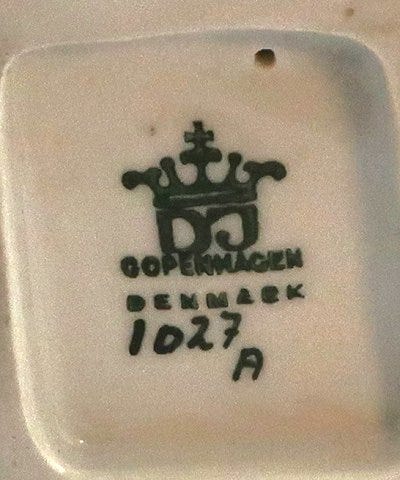 DJ
COPENHAGEN
DENMARK
1027
A